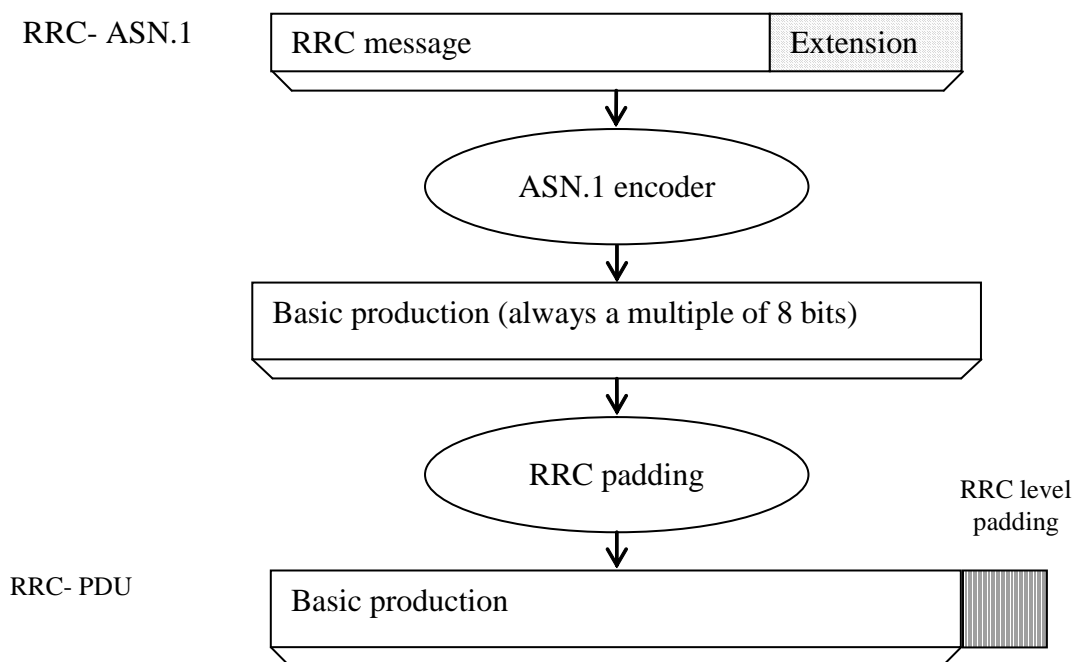 RRC- ASN.1
RRC message
Extension
ASN.1 encoder
Basic production (always a multiple of 8 bits)
RRC padding
RRC level
padding
RRC- PDU
Basic production